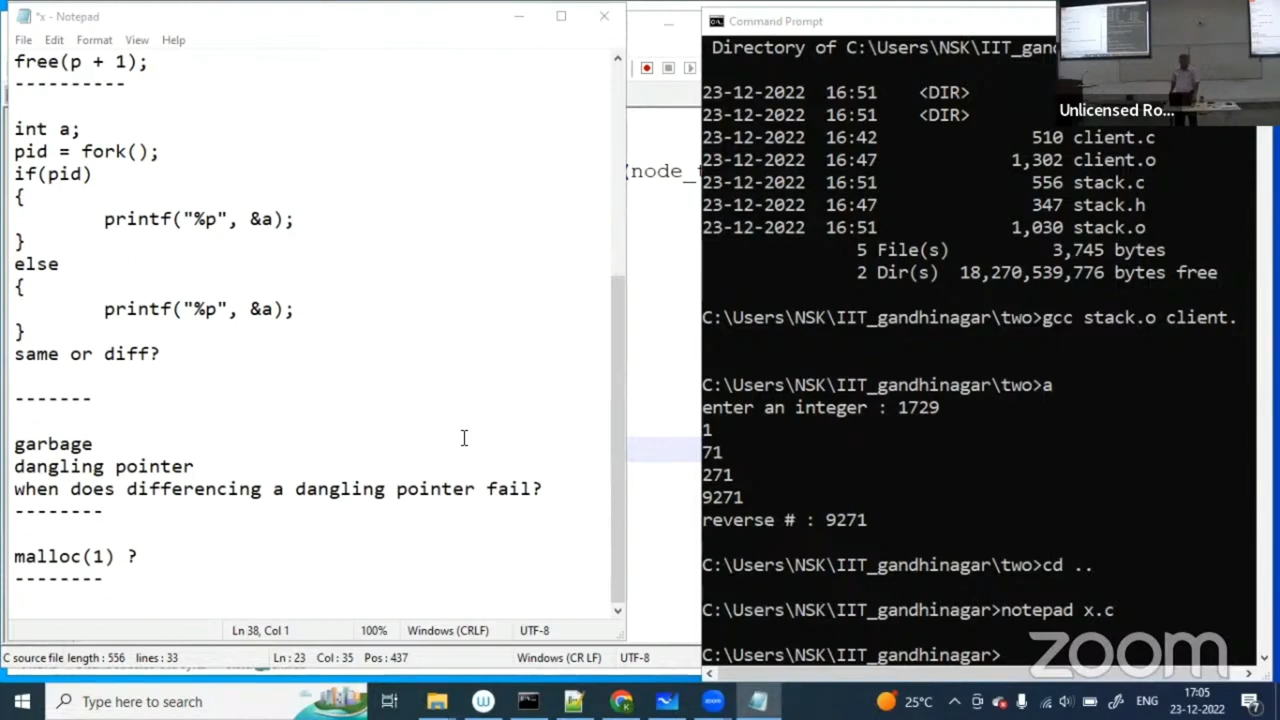 *x - Notepad
File Edit Format View Help
free(p + 1);
----------
int a;
pid = fork();
if(pid)
{
printf("%p", &a);
}
else
{
printf("%p", &a);
}
same or diff?
-------
garbage
dangling pointer
when does differencing a dangling pointer fail?
--------
malloc(1) ?
--------
Ln 38, Col 1 100% Windows (CRLF) UTF-8
(node_t
C source file length : 556 lines : 33 Ln : 23 Col : 35 Pos : 437 Windows (CR LF) UTF-8
Command Prompt
Directory of C:\Users\NSK\IIT_gandh
23-12-2022 16:51 <DIR>
23-12-2022 16:51 <DIR>
23-12-2022 16:42 510 client.c
23-12-2022 16:47 1,302 client.o
23-12-2022 16:51 556 stack.c
23-12-2022 16:47 347 stack.h
23-12-2022 16:51 1,030 stack.o
5 File(s) 3,745 bytes
2 Dir(s) 18,270,539,776 bytes free
C:\Users\NSK\IIT_gandhinagar\two>gcc stack.o client.
C:\Users\NSK\IIT_gandhinagar\two>a
enter an integer : 1729
1
71
271
9271
reverse # : 9271
C:\Users\NSK\IIT_gandhinagar\two>cd ..
C:\Users\NSK\IIT_gandhinagar>notepad x.c
C:\Users\NSK\IIT_gandhinagar>
Unlicensed Ro...
zoom
Type here to search
25°C ENG 17:05 23-12-2022 7